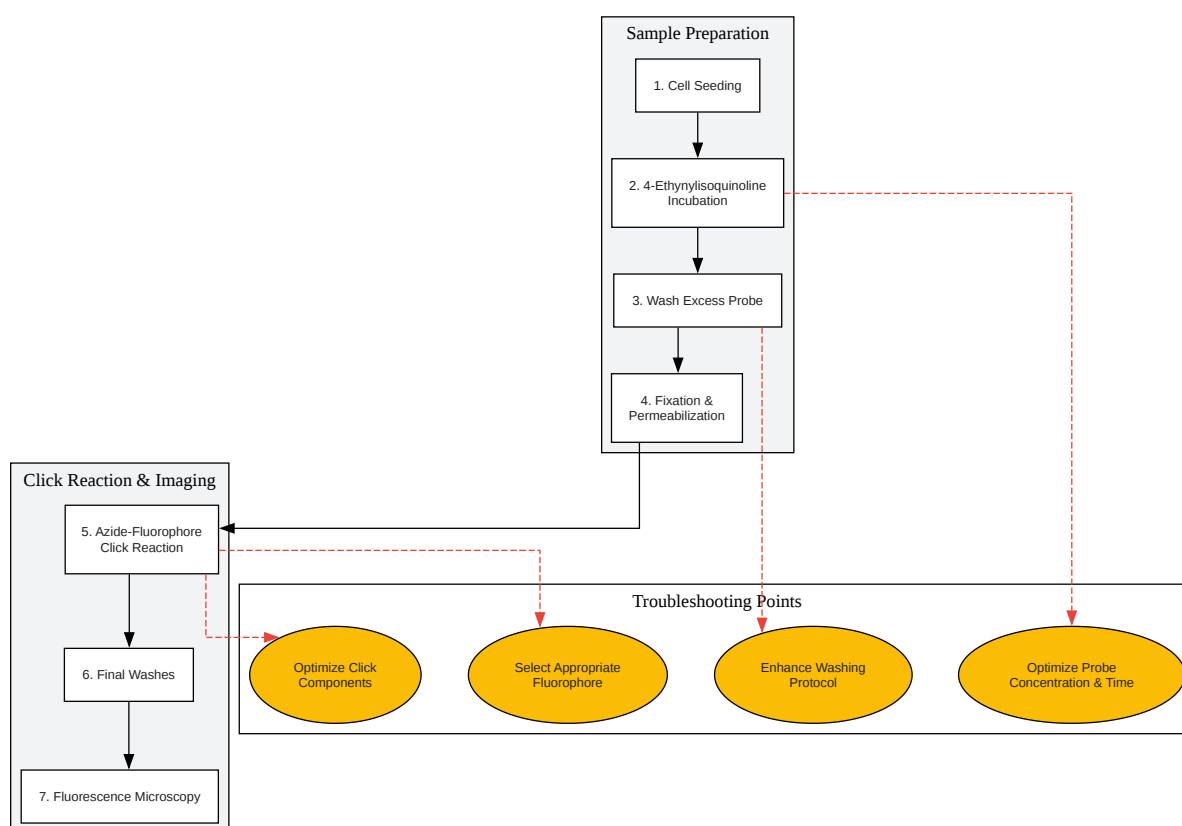 Sample Preparation
1. Cell Seeding
2. 4-Ethynylisoquinoline
Incubation
3. Wash Excess Probe
4. Fixation &
Permeabilization
Click Reaction & Imaging
5. Azide-Fluorophore
Click Reaction
6. Final Washes
7. Fluorescence Microscopy
Troubleshooting Points
Optimize Click
Components
Select Appropriate
Fluorophore
Enhance Washing
Protocol
Optimize Probe
Concentration & Time